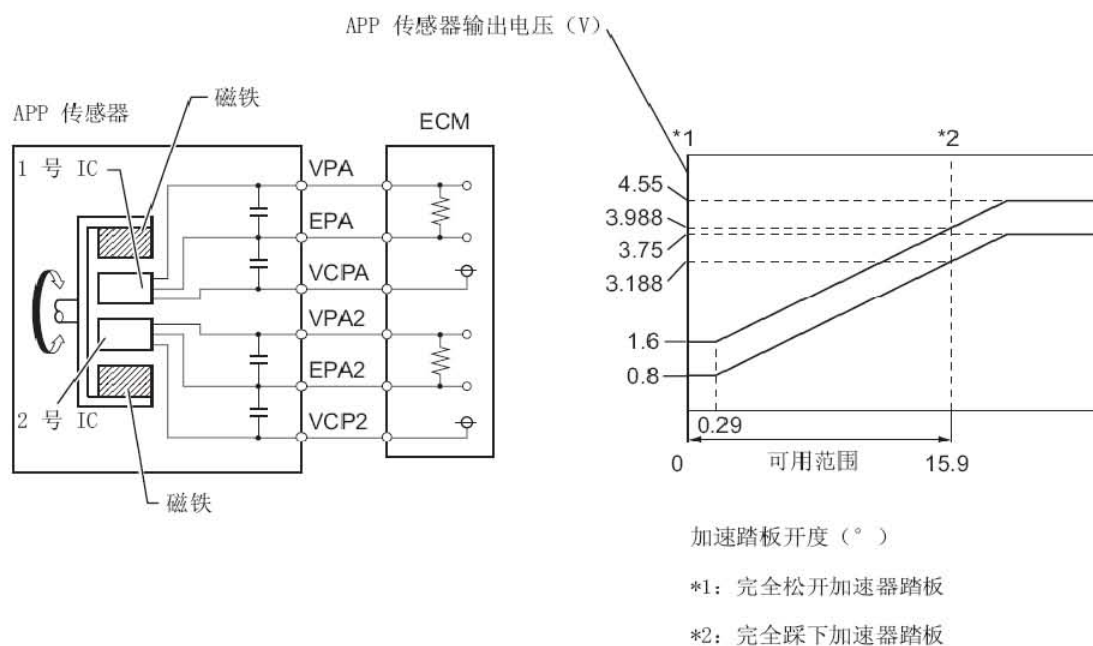 APP 传感器输出电压（V）
磁铁
APP 传感器
ECM
1 号 IC
VPA
EPA
VCPA
VPA2
EPA2
VCP2
2 号 IC
磁铁
*1
*2
4.55
3.988
3.75
3.188
1.6
0.8
0.29
0
可用范围
15.9
加速踏板开度（°）
*1：完全松开加速器踏板
*2：完全踩下加速器踏板